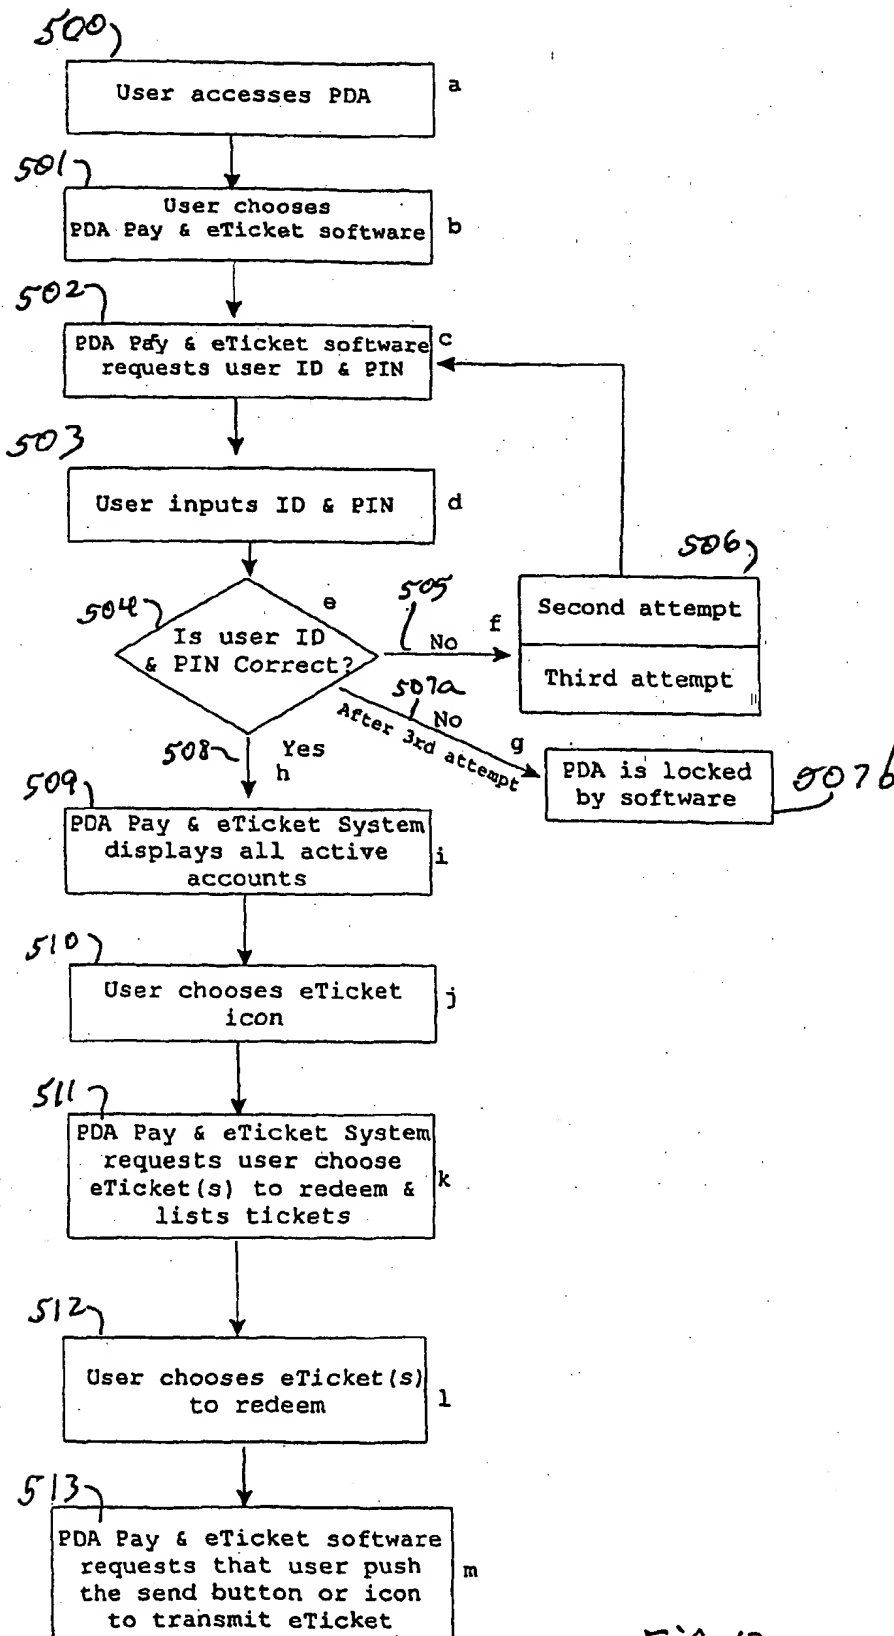 500
User accesses PDA
a
501
User chooses
PDA Pay & eTicket software
b
502
PDA Pay & eTicket software
requests user ID & PIN
c
503
User inputs ID & PIN
d
504
e
Is user ID
& PIN Correct?
505
No
f
506
Second attempt
Third attempt
507a
No
After 3rd attempt
g
PDA is locked
by software
507b
508
Yes
h
509
PDA Pay & eTicket System
displays all active
accounts
i
510
User chooses eTicket
icon
j
511
PDA Pay & eTicket System
requests user choose
eTicket(s) to redeem &
lists tickets
k
512
User chooses eTicket(s)
to redeem
l
513
PDA Pay & eTicket software
requests that user push
the send button or icon
to transmit eTicket
m